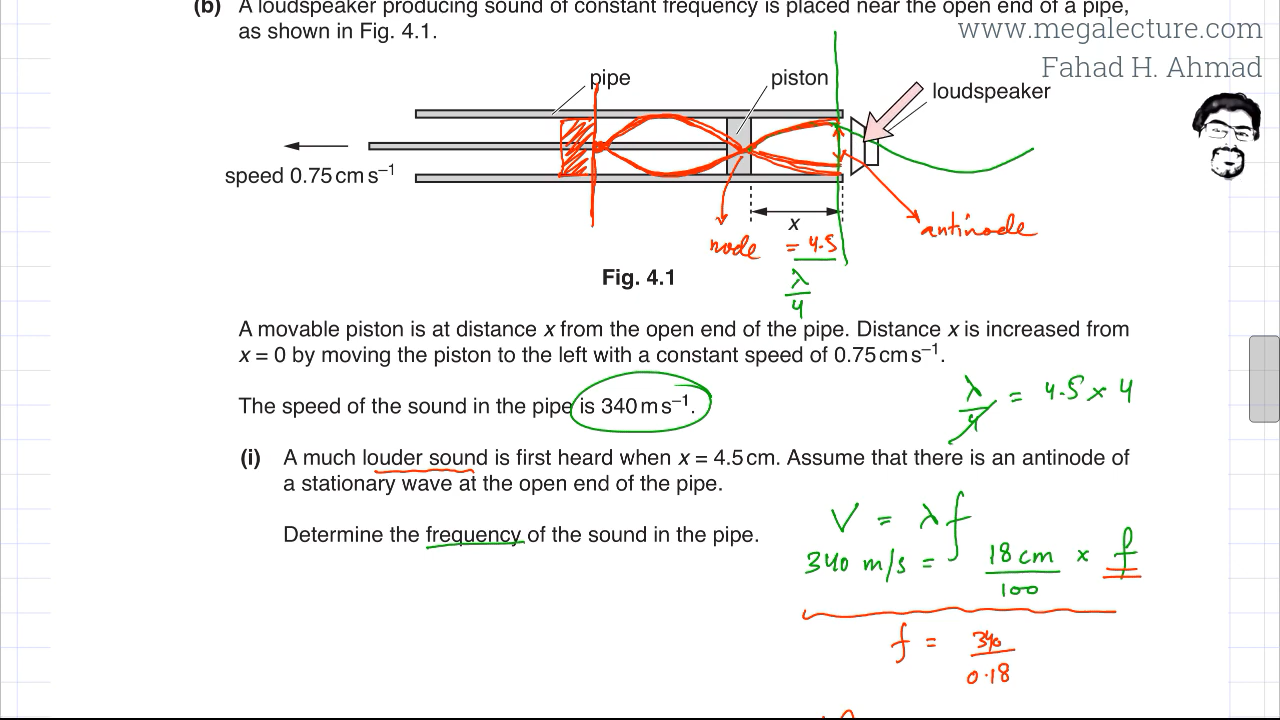 (b) A loudspeaker producing sound of constant frequency is placed near the open end of a pipe,
as shown in Fig. 4.1.
www.megalecture.com
Fahad H. Ahmad
pipe
piston
loudspeaker
speed 0.75 cm s⁻¹
x
node
= 4.5
antinode
λ/4
Fig. 4.1
A movable piston is at distance x from the open end of the pipe. Distance x is increased from
x = 0 by moving the piston to the left with a constant speed of 0.75 cm s⁻¹.
λ/4 = 4.5 × 4
The speed of the sound in the pipe is 340 m s⁻¹.
(i) A much louder sound is first heard when x = 4.5 cm. Assume that there is an antinode of
a stationary wave at the open end of the pipe.
V = λf
Determine the frequency of the sound in the pipe.
340 m/s = 18 cm/100 × f
f = 340/0.18